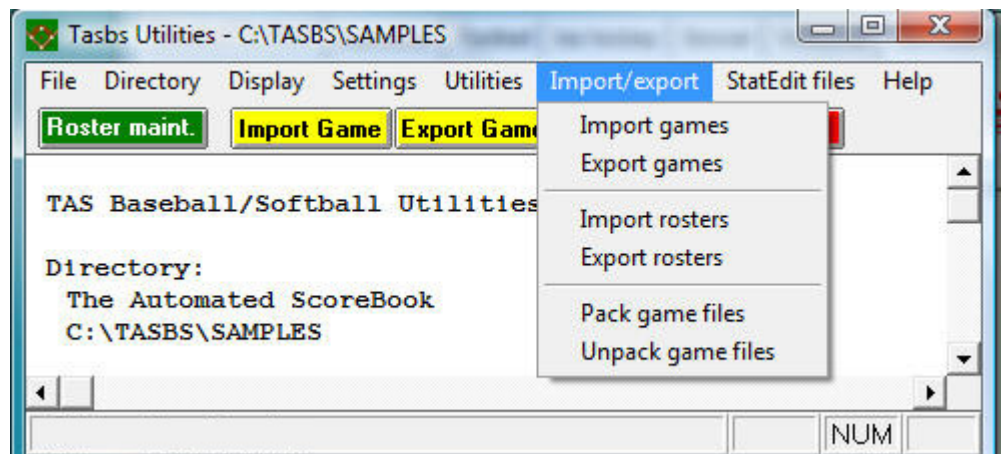 Tasbs Utilities - C:\TASBS\SAMPLES
File Directory Display Settings Utilities Import/export StatEdit files Help
Roster maint. Import Game Export Gam
Import games
Export games
Import rosters
Export rosters
Pack game files
Unpack game files
TAS Baseball/Softball Utilities
Directory:
The Automated ScoreBook
C:\TASBS\SAMPLES
NUM